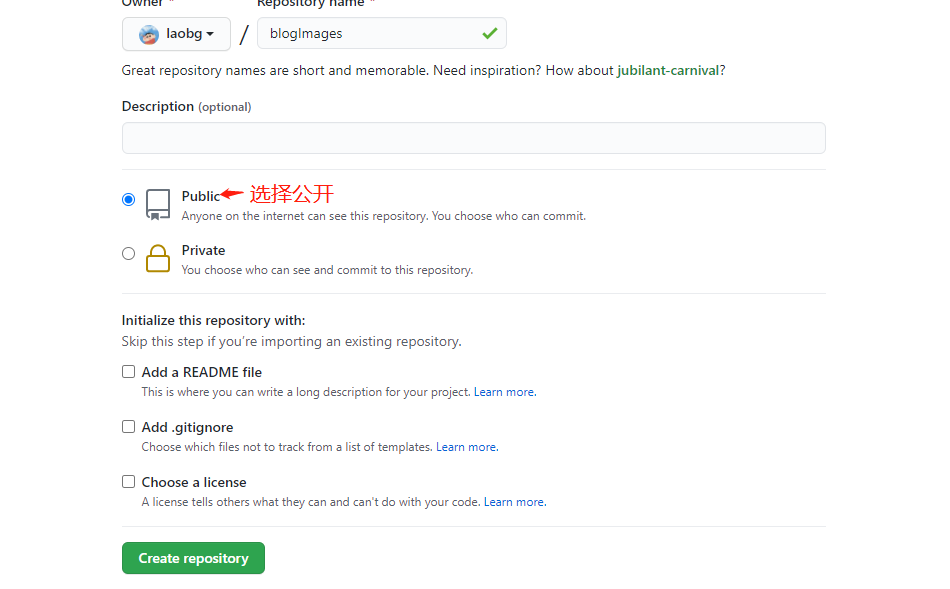 Owner * Repository name *
laobg / blogImages
Great repository names are short and memorable. Need inspiration? How about jubilant-carnival?
Description (optional)
Public 选择公开
Anyone on the internet can see this repository. You choose who can commit.
Private
You choose who can see and commit to this repository.
Initialize this repository with:
Skip this step if you're importing an existing repository.
Add a README file
This is where you can write a long description for your project. Learn more.
Add .gitignore
Choose which files not to track from a list of templates. Learn more.
Choose a license
A license tells others what they can and can't do with your code. Learn more.
Create repository